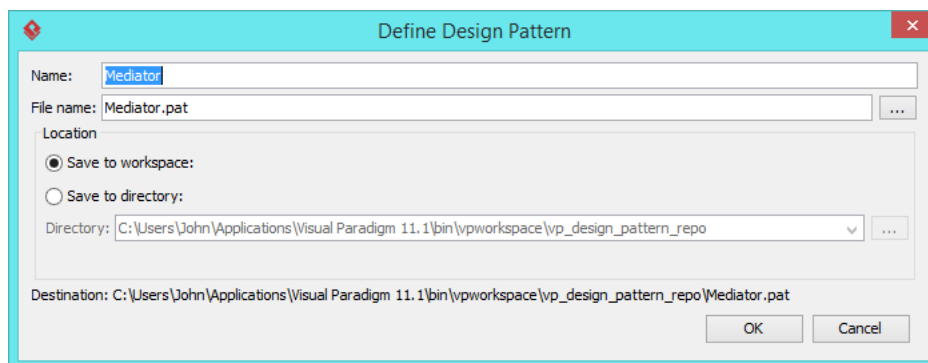 Define Design Pattern
Name: Mediator
File name: Mediator.pat ...
Location
Save to workspace:
Save to directory:
Directory: C:\Users\John\Applications\Visual Paradigm 11.1\bin\vpworkspace\vp_design_pattern_repo ...
Destination: C:\Users\John\Applications\Visual Paradigm 11.1\bin\vpworkspace\vp_design_pattern_repo\Mediator.pat
OK Cancel